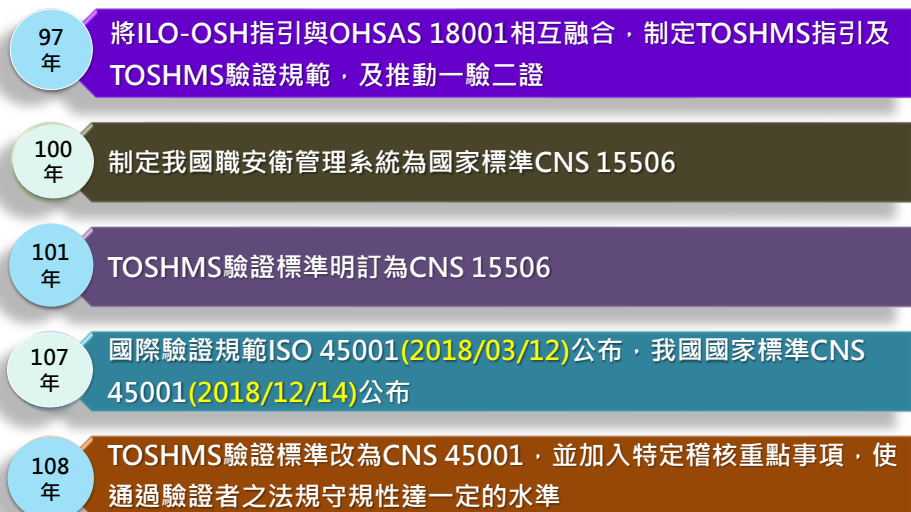 97
年
將ILO-OSH指引與OHSAS 18001相互融合，制定TOSHMS指引及
TOSHMS驗證規範，及推動一驗二證
100
年
制定我國職安衛管理系統為國家標準CNS 15506
101
年
TOSHMS驗證標準明訂為CNS 15506
107
年
國際驗證規範ISO 45001(2018/03/12)公布，我國國家標準CNS
45001(2018/12/14)公布
108
年
TOSHMS驗證標準改為CNS 45001，並加入特定稽核重點事項，使
通過驗證者之法規守規性達一定的水準